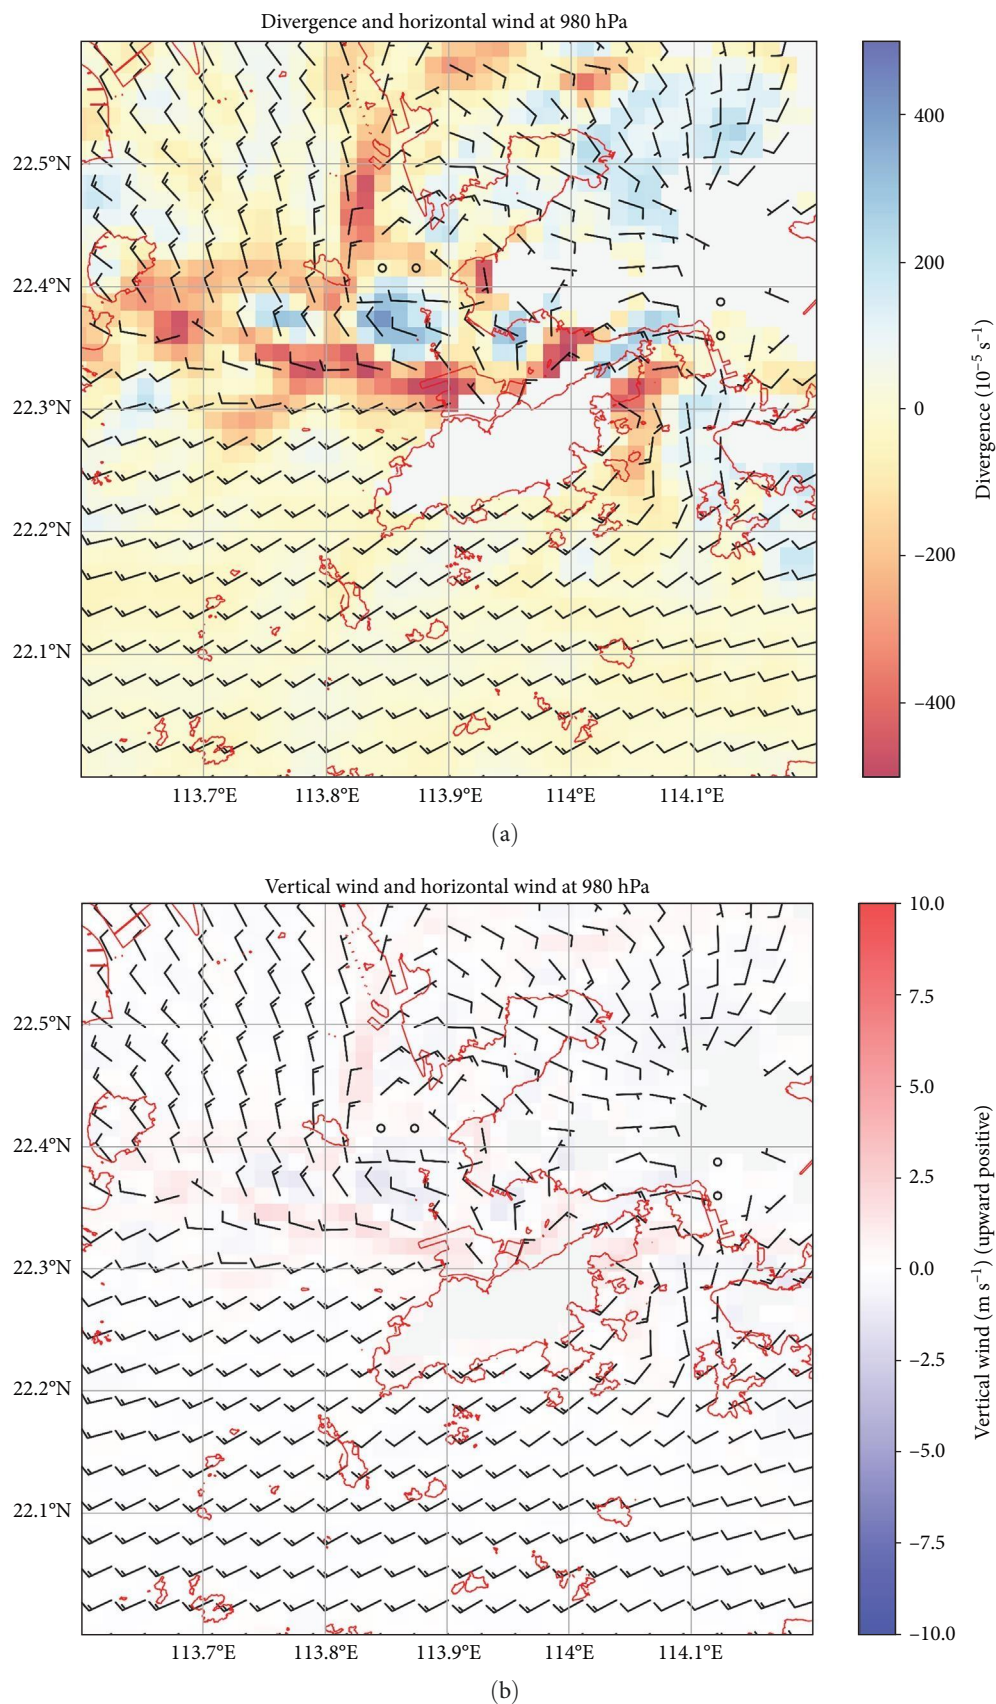 Divergence and horizontal wind at 980 hPa
22.5°N
22.4°N
22.3°N
22.2°N
22.1°N
113.7°E 113.8°E 113.9°E 114°E 114.1°E
400
200
0
−200
−400
Divergence (10⁻⁵ s⁻¹)
(a)
Vertical wind and horizontal wind at 980 hPa
22.5°N
22.4°N
22.3°N
22.2°N
22.1°N
113.7°E 113.8°E 113.9°E 114°E 114.1°E
10.0
7.5
5.0
2.5
0.0
−2.5
−5.0
−7.5
−10.0
Vertical wind (m s⁻¹) (upward postive)
(b)